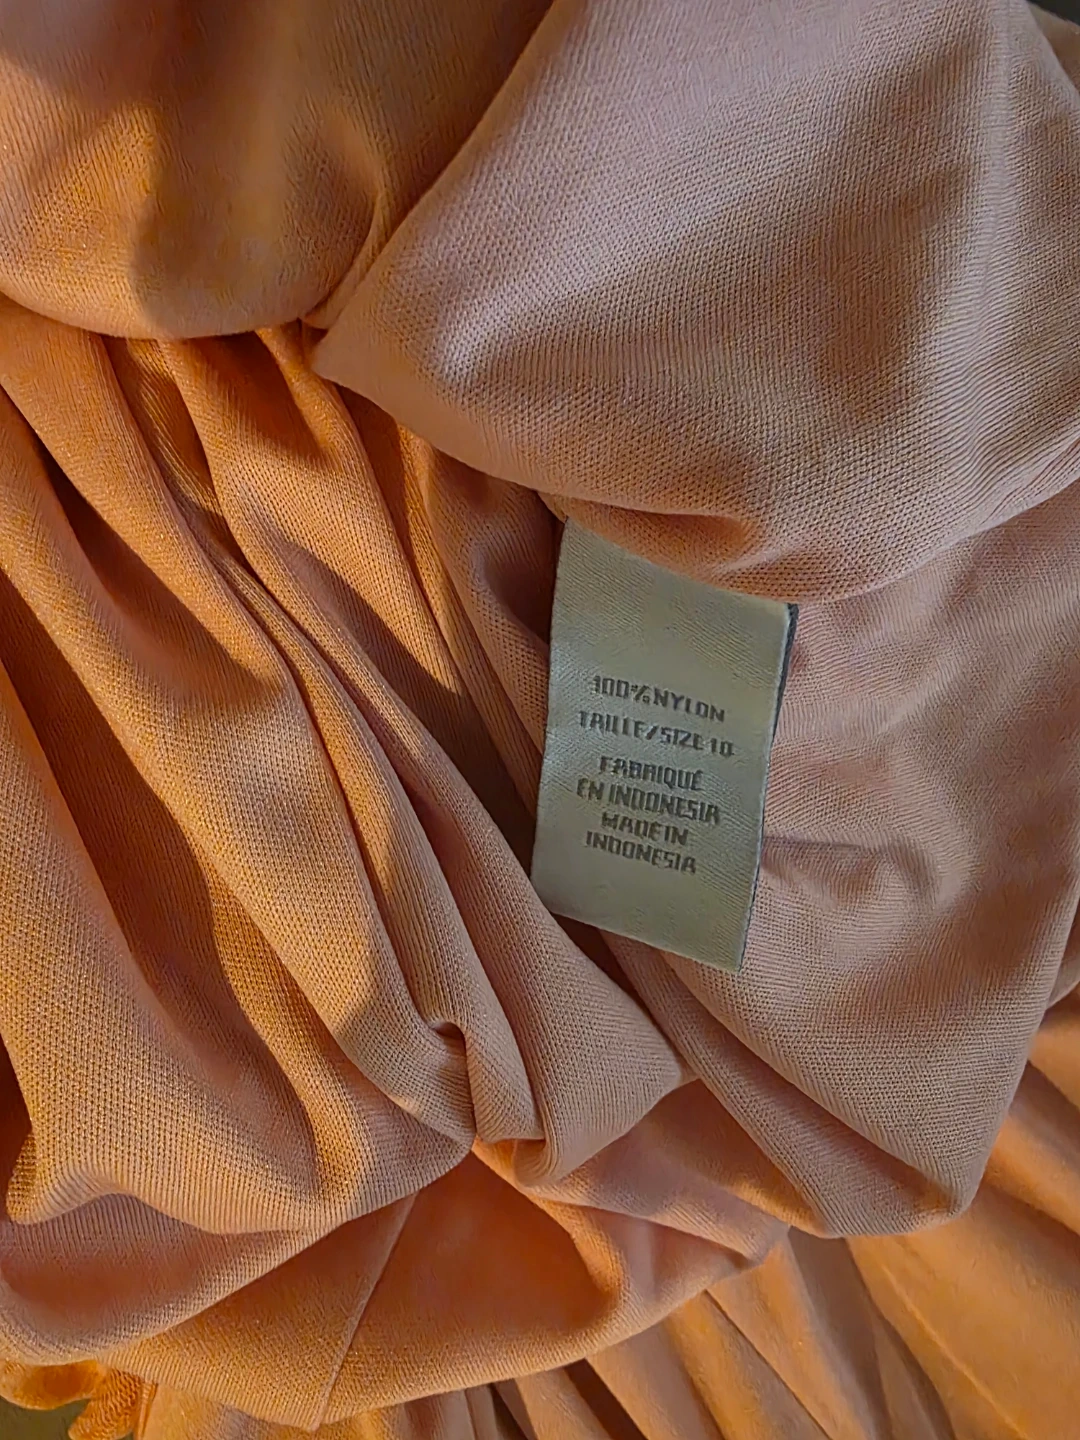 100% NYLON
TAILLE/SIZE 10
FABRIQUÉ
EN INDONESIA
MADE IN
INDONESIA